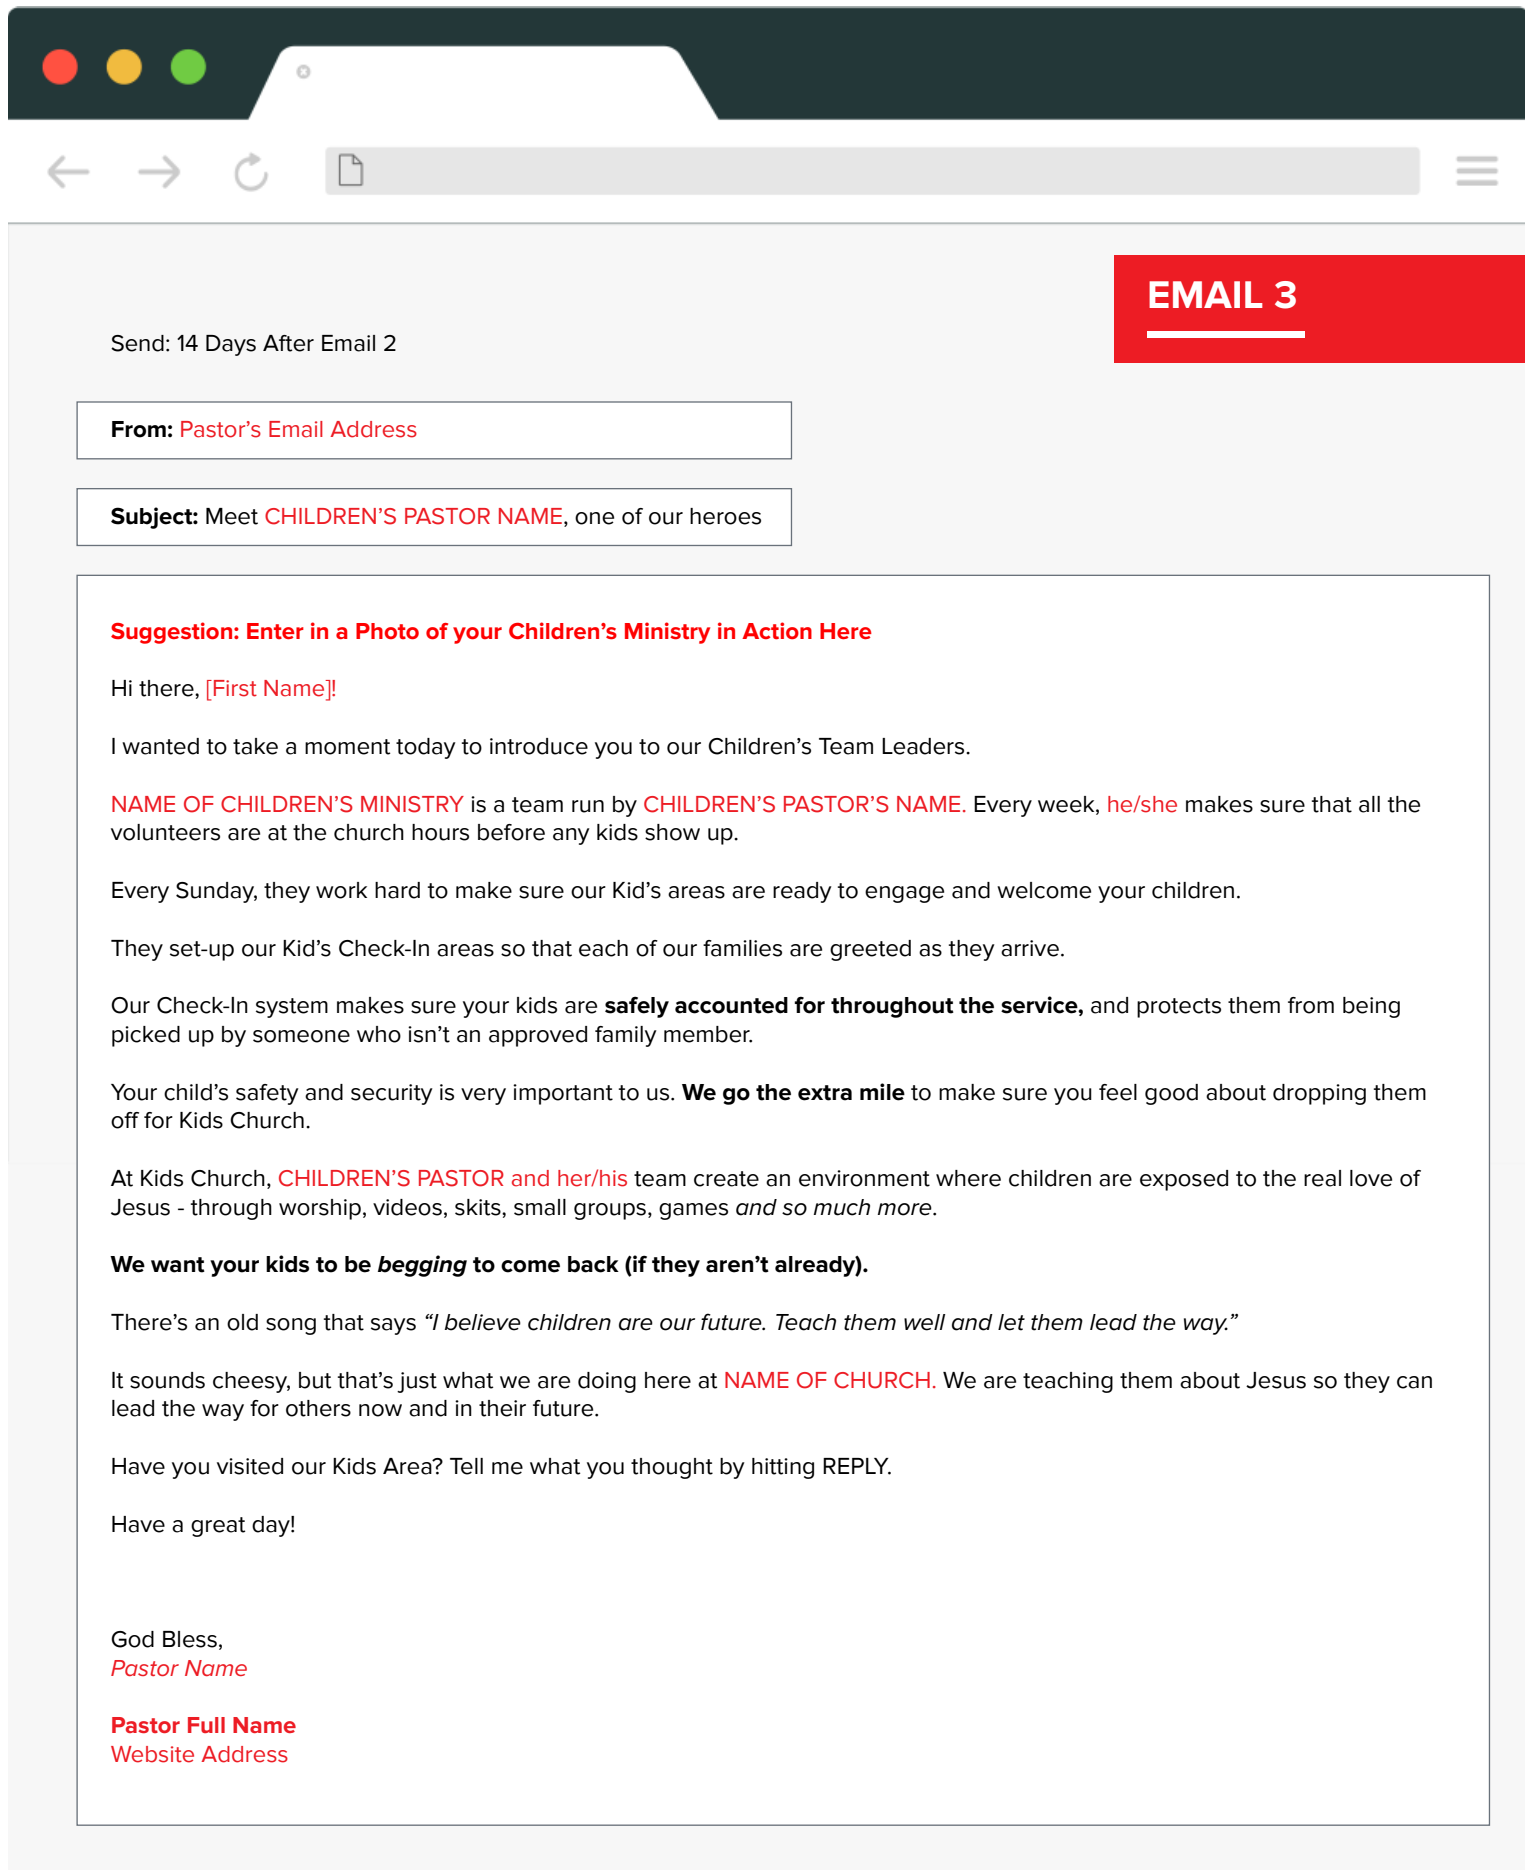 EMAIL 3
Send: 14 Days After Email 2
From: Pastor’s Email Address
Subject: Meet CHILDREN’S PASTOR NAME, one of our heroes
Suggestion: Enter in a Photo of your Children’s Ministry in Action Here
Hi there, [First Name]!
I wanted to take a moment today to introduce you to our Children’s Team Leaders.
NAME OF CHILDREN’S MINISTRY is a team run by CHILDREN’S PASTOR’S NAME. Every week, he/she makes sure that all the
volunteers are at the church hours before any kids show up.
Every Sunday, they work hard to make sure our Kid’s areas are ready to engage and welcome your children.
They set-up our Kid’s Check-In areas so that each of our families are greeted as they arrive.
Our Check-In system makes sure your kids are safely accounted for throughout the service, and protects them from being
picked up by someone who isn’t an approved family member.
Your child’s safety and security is very important to us. We go the extra mile to make sure you feel good about dropping them
off for Kids Church.
At Kids Church, CHILDREN’S PASTOR and her/his team create an environment where children are exposed to the real love of
Jesus - through worship, videos, skits, small groups, games and so much more.
We want your kids to be begging to come back (if they aren’t already).
There’s an old song that says “I believe children are our future. Teach them well and let them lead the way.”
It sounds cheesy, but that’s just what we are doing here at NAME OF CHURCH. We are teaching them about Jesus so they can
lead the way for others now and in their future.
Have you visited our Kids Area? Tell me what you thought by hitting REPLY.
Have a great day!
God Bless,
Pastor Name
Pastor Full Name
Website Address